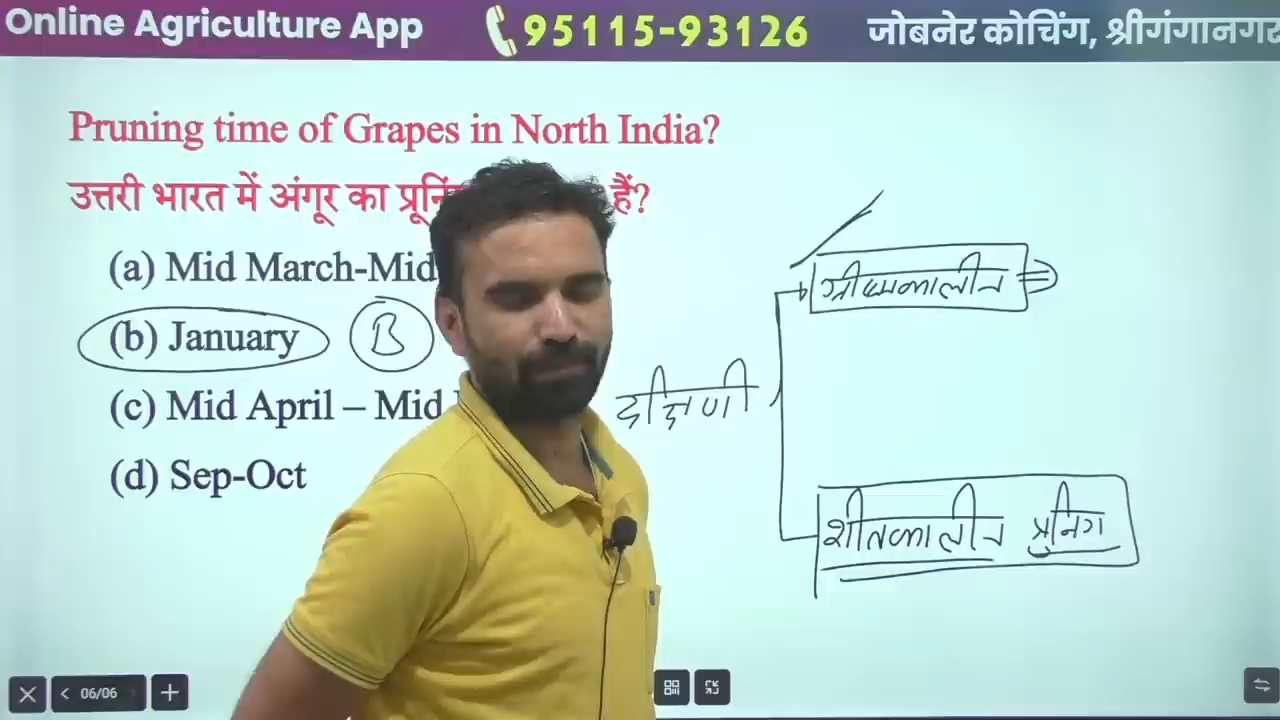 Online Agriculture App 95115-93126 जोबनेर कोचिंग, श्रीगंगानगर
Pruning time of Grapes in North India?
उत्तरी भारत में अंगूर का हैं?
(a) Mid March-Mid
(b) January B
(c) Mid April – Mid
(d) Sep-Oct
ग्रीष्मकालीन
दक्षिणी
शीतकालीन प्रुनिंग
06/06